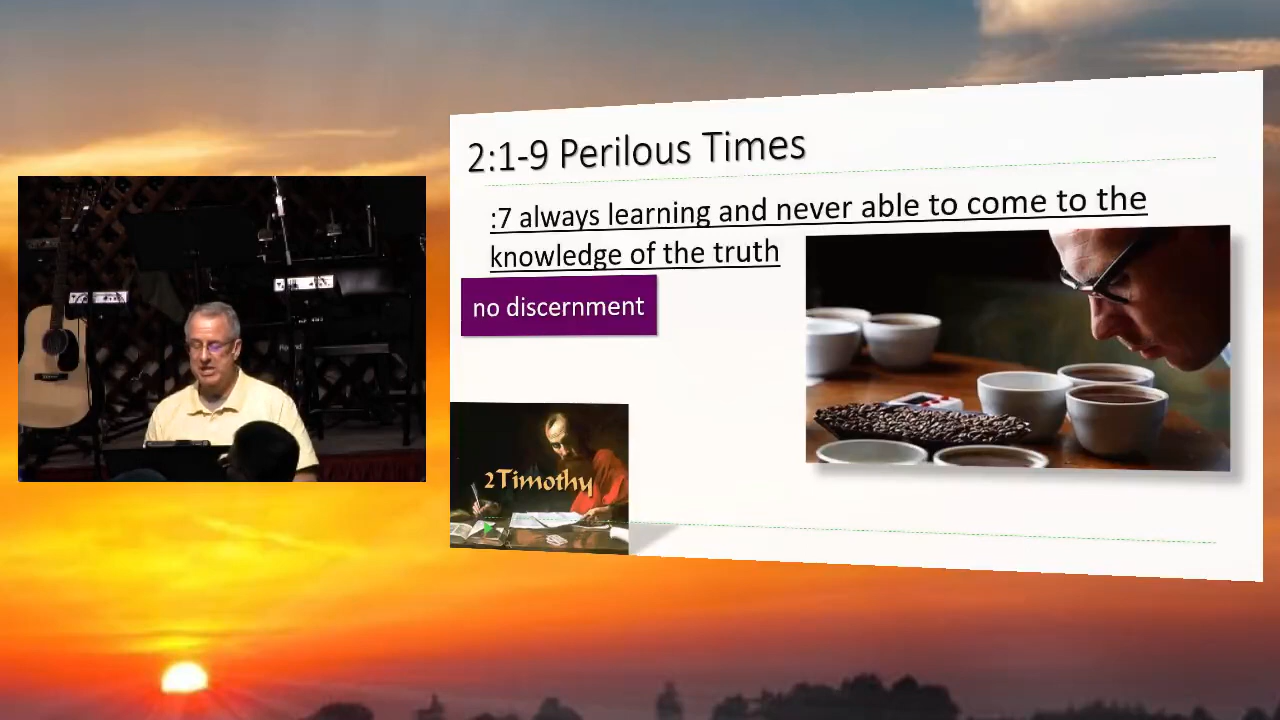 2:1-9 Perilous Times
:7 always learning and never able to come to the
knowledge of the truth
no discernment
2Timothy